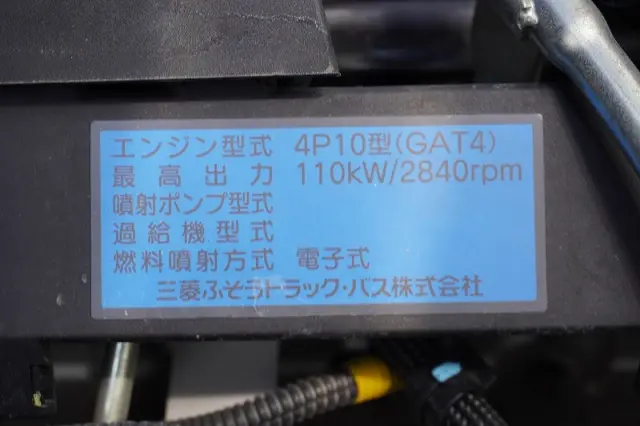 エンジン型式 4P10型(GAT4)
最高出力 110kW/2840rpm
噴射ポンプ型式
過給機型式
燃料噴射方式 電子式
三菱ふそうトラック・バス株式会社